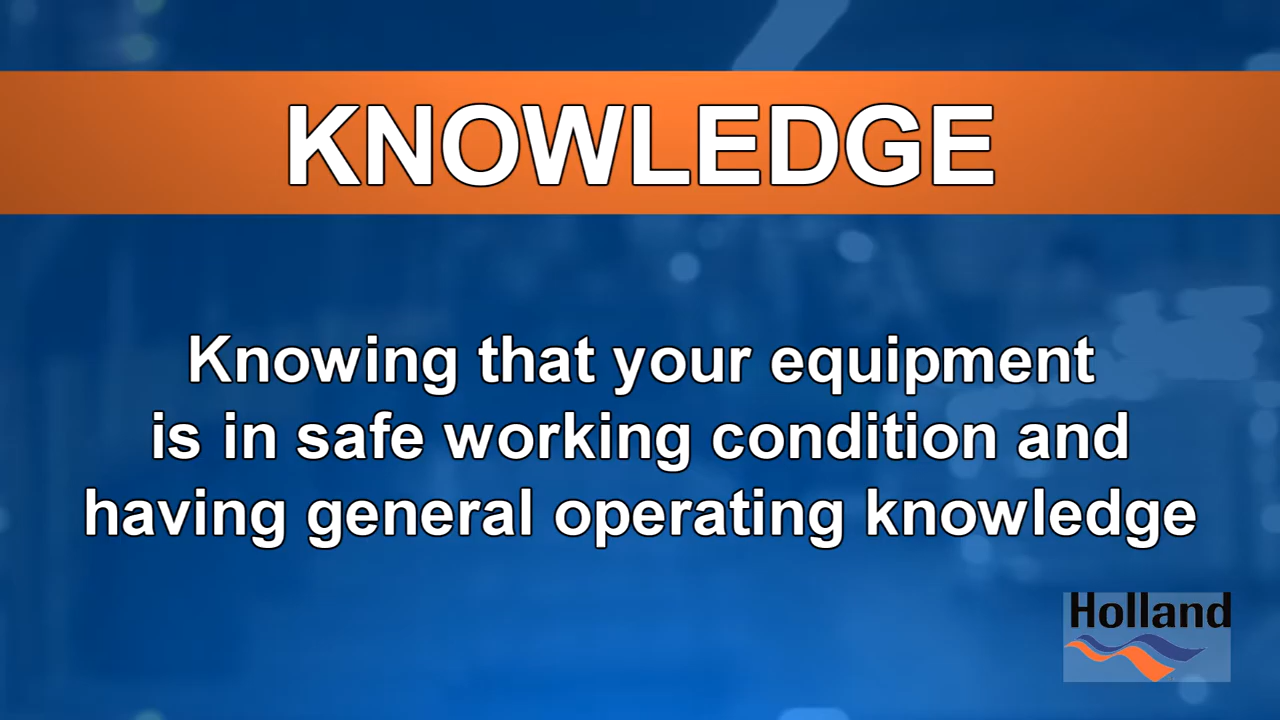 KNOWLEDGE
Knowing that your equipment
is in safe working condition and
having general operating knowledge
Holland